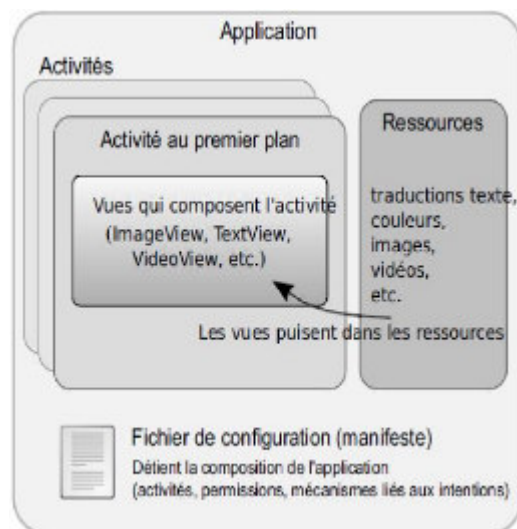 Application
Activités
Activité au premier plan
Vues qui composent l'activité
(ImageView, TextView,
VideoView, etc.)
Ressources
traductions texte,
couleurs,
images,
vidéos,
etc.
Les vues puisent dans les ressources
Fichier de configuration (manifeste)
Détient la composition de l'application
(activités, permissions, mécanismes liés aux intentions)